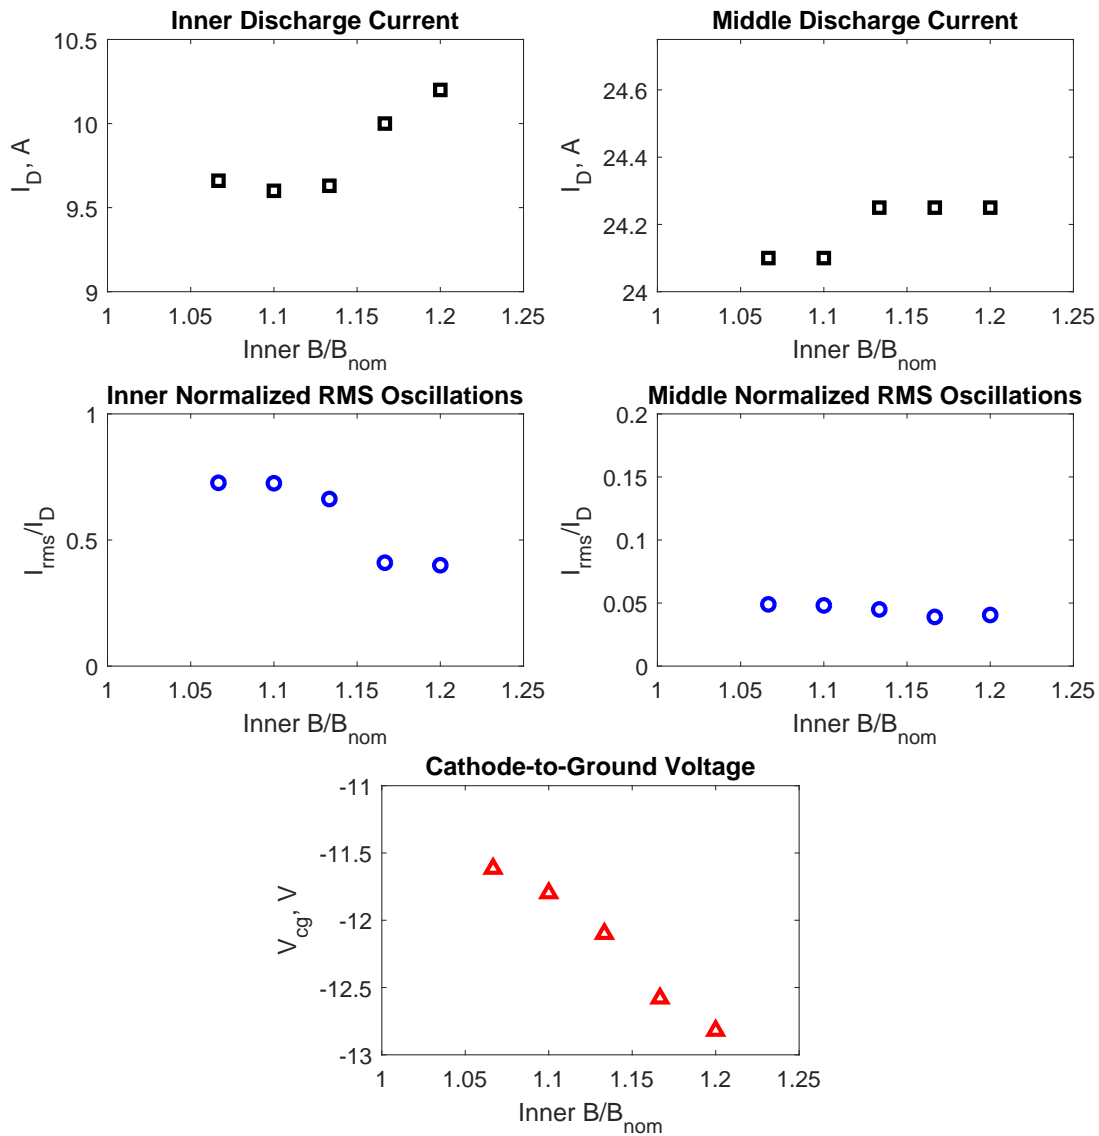 Inner Discharge Current
10.5
10
9.5
9
I_D, A
1 1.05 1.1 1.15 1.2 1.25
Inner B/B_nom
Middle Discharge Current
24.6
24.4
24.2
24
I_D, A
1 1.05 1.1 1.15 1.2 1.25
Inner B/B_nom
Inner Normalized RMS Oscillations
1
0.5
0
I_rms/I_D
1 1.05 1.1 1.15 1.2 1.25
Inner B/B_nom
Middle Normalized RMS Oscillations
0.2
0.15
0.1
0.05
0
I_rms/I_D
1 1.05 1.1 1.15 1.2 1.25
Inner B/B_nom
Cathode-to-Ground Voltage
-11
-11.5
-12
-12.5
-13
V_cg, V
1 1.05 1.1 1.15 1.2 1.25
Inner B/B_nom